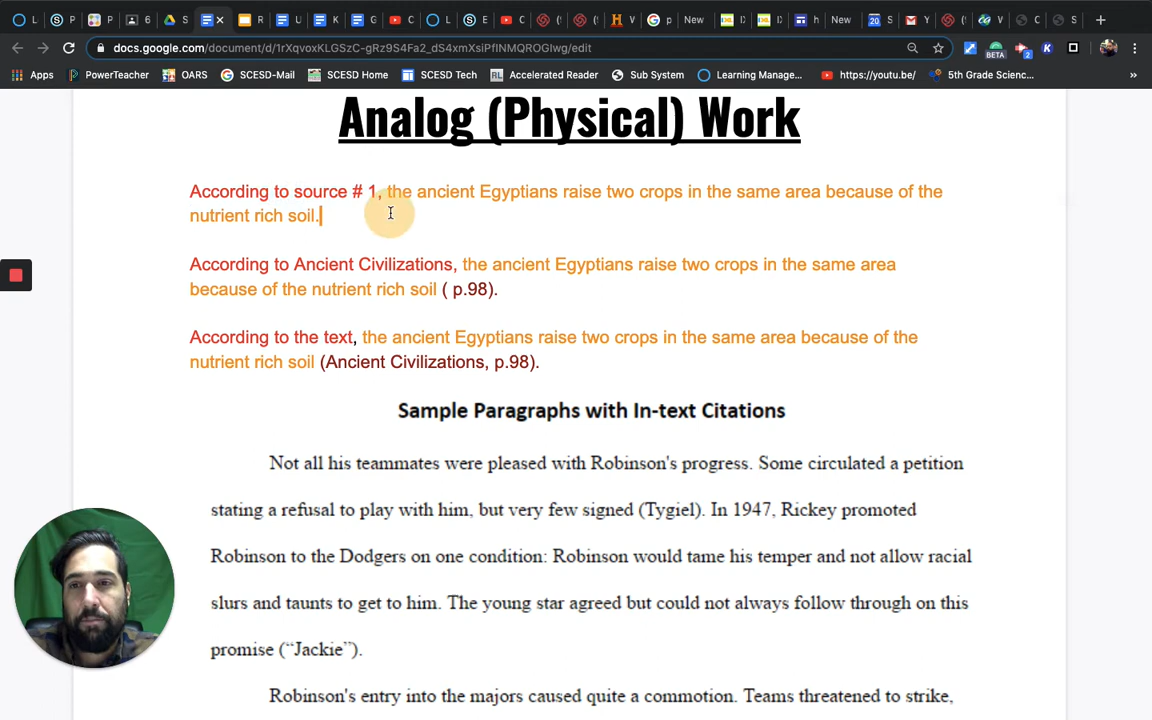 L
P
P
6
S
R
U
K
G
C
L
E
C
(
(
W
p
New
D
D
h
New
S
Y
(
V
C
S
docs.google.com/document/d/1rXqvoxKLGSzC-gRz9S4Fa2_dS4xmXsiPflNMQROGlwg/edit
BETA
2
Apps PowerTeacher OARS SCESD-Mail SCESD Home SCESD Tech Accelerated Reader Sub System Learning Manage... https://youtu.be/ 5th Grade Scienc... »
Analog (Physical) Work
According to source # 1, the ancient Egyptians raise two crops in the same area because of the
nutrient rich soil.
According to Ancient Civilizations, the ancient Egyptians raise two crops in the same area
because of the nutrient rich soil ( p.98).
According to the text, the ancient Egyptians raise two crops in the same area because of the
nutrient rich soil (Ancient Civilizations, p.98).
Sample Paragraphs with In-text Citations
Not all his teammates were pleased with Robinson's progress. Some circulated a petition
stating a refusal to play with him, but very few signed (Tygiel). In 1947, Rickey promoted
Robinson to the Dodgers on one condition: Robinson would tame his temper and not allow racial
slurs and taunts to get to him. The young star agreed but could not always follow through on this
promise (“Jackie”).
Robinson's entry into the majors caused quite a commotion. Teams threatened to strike,